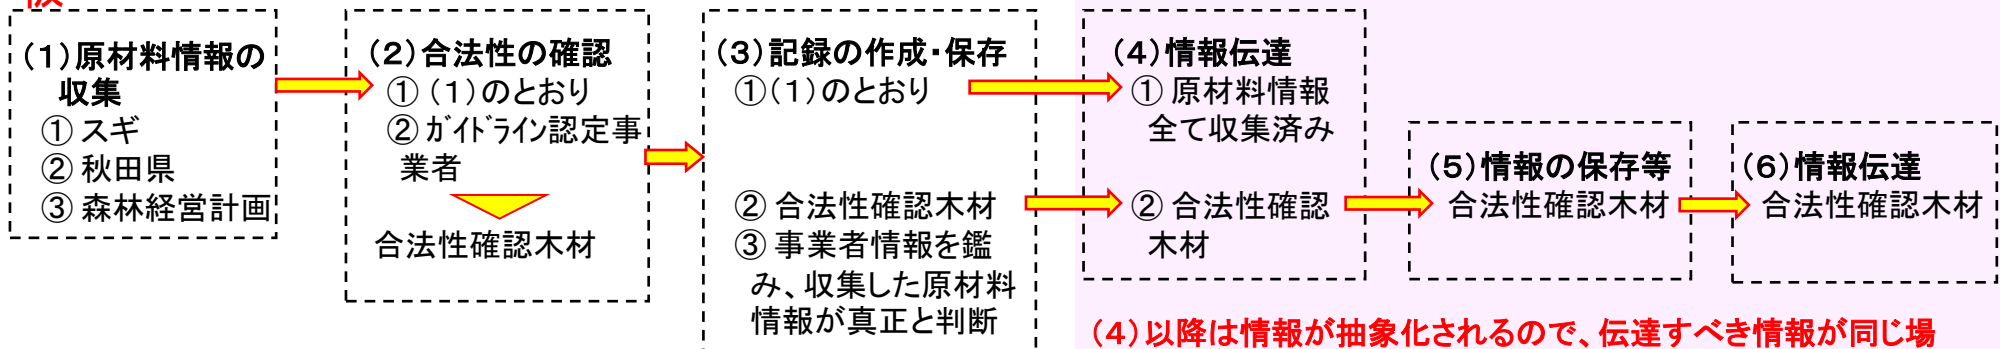 (1)原材料情報の
収集
① スギ
② 秋田県
③ 森林経営計画
(2)合法性の確認
① (1)のとおり
② ガイドライン認定事
業者
合法性確認木材
(3)記録の作成・保存
①(1)のとおり
② 合法性確認木材
③ 事業者情報を鑑
み、収集した原材料
情報が真正と判断
(4)情報伝達
① 原材料情報
全て収集済み
② 合法性確認
木材
(5)情報の保存等
合法性確認木材
(6)情報伝達
合法性確認木材
(4)以降は情報が抽象化されるので、伝達すべき情報が同じ場